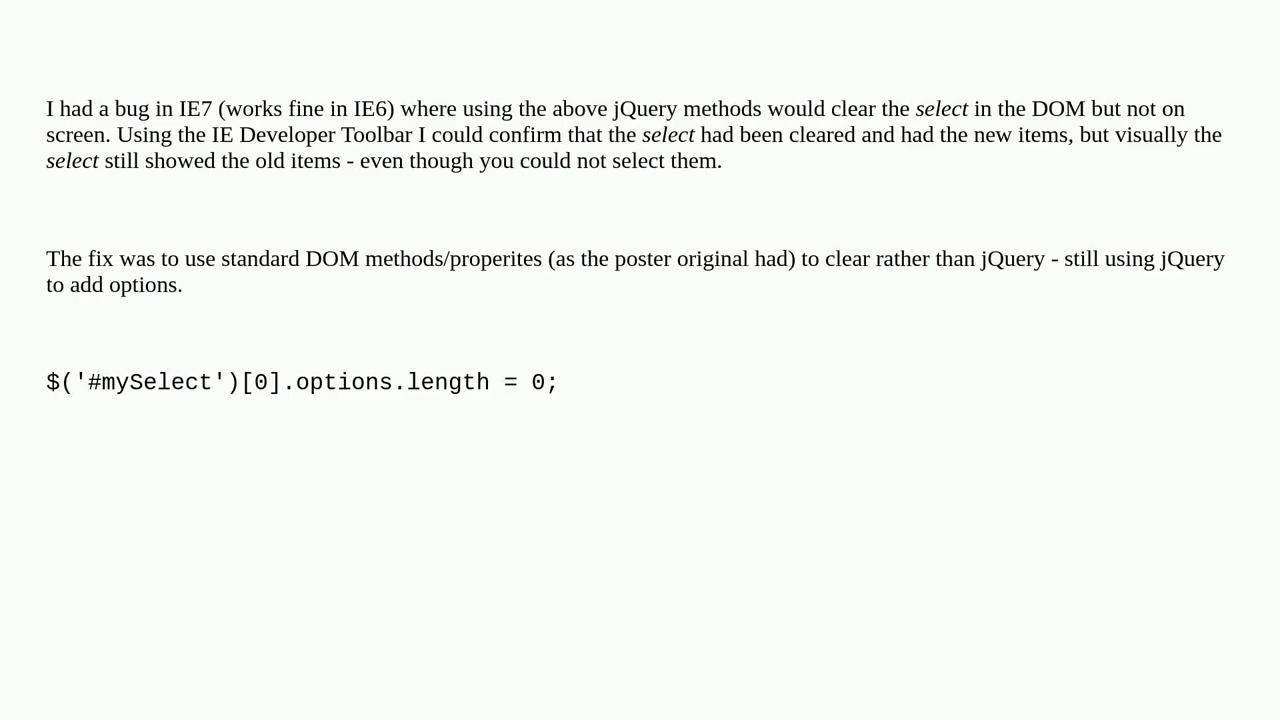 I had a bug in IE7 (works fine in IE6) where using the above jQuery methods would clear the select in the DOM but not on
screen. Using the IE Developer Toolbar I could confirm that the select had been cleared and had the new items, but visually the
select still showed the old items - even though you could not select them.
The fix was to use standard DOM methods/properites (as the poster original had) to clear rather than jQuery - still using jQuery
to add options.
$('#mySelect')[0].options.length = 0;